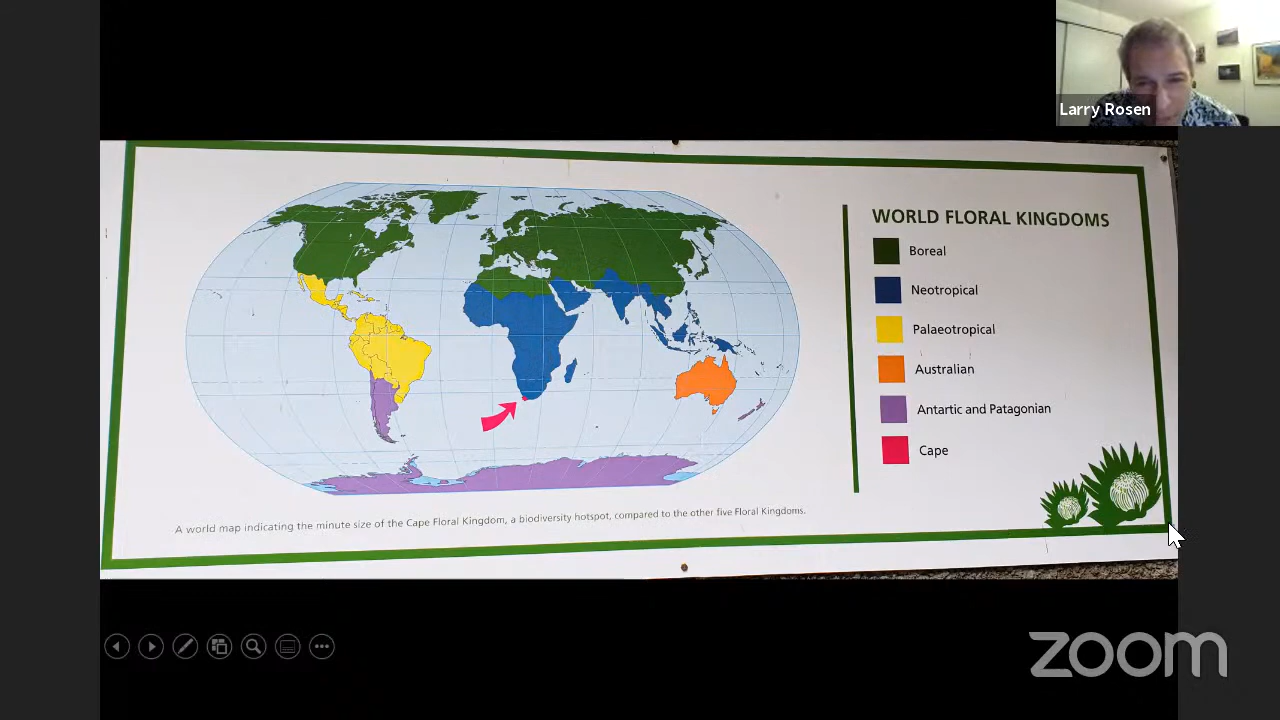 Larry Rosen
WORLD FLORAL KINGDOMS
Boreal
Neotropical
Palaeotropical
Australian
Antartic and Patagonian
Cape
A world map indicating the minute size of the Cape Floral Kingdom, a biodiversity hotspot, compared to the other five Floral Kingdoms.
zoom